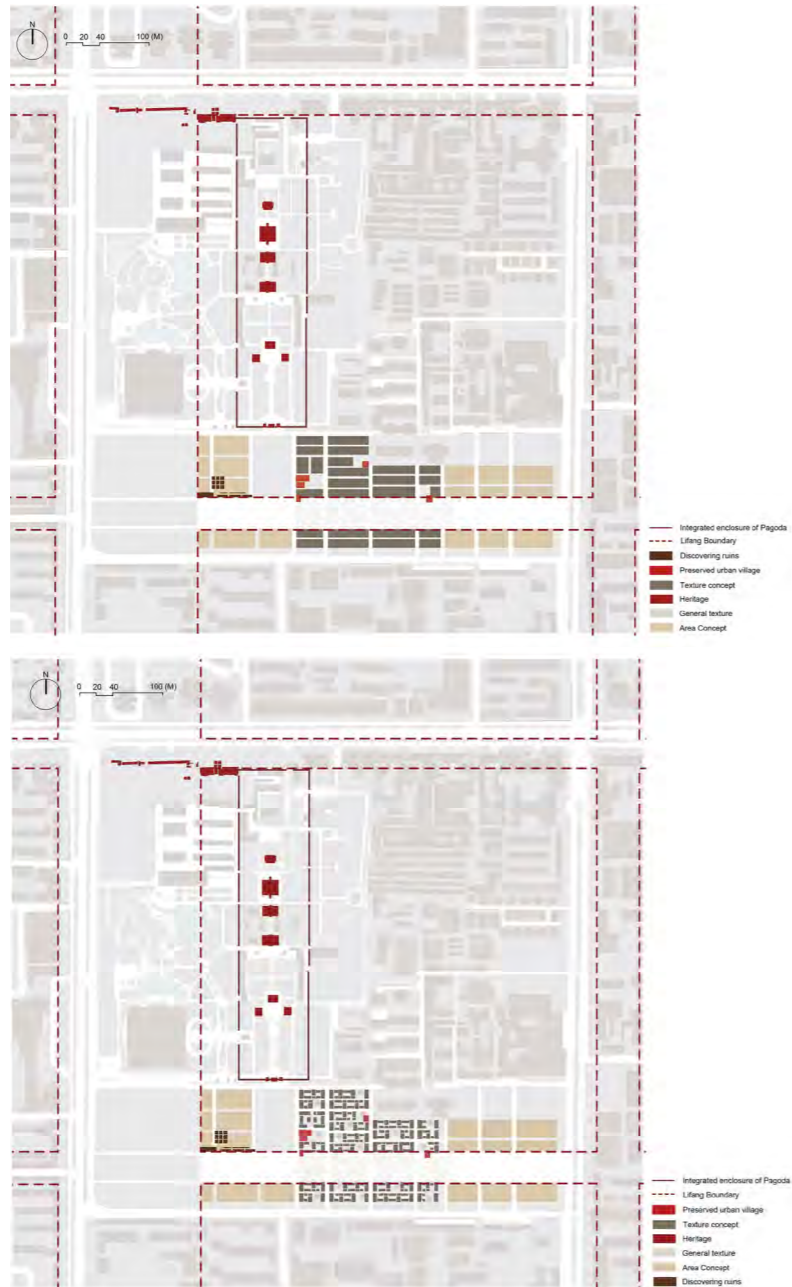 N
0 20 40 100 (M)
Integrated enclosure of Pagoda
Lifang Boundary
Discovering ruins
Preserved urban village
Texture concept
Heritage
General texture
Area Concept
N
0 20 40 100 (M)
Integrated enclosure of Pagoda
Lifang Boundary
Preserved urban village
Texture concept
Heritage
General texture
Area Concept
Discovering ruins